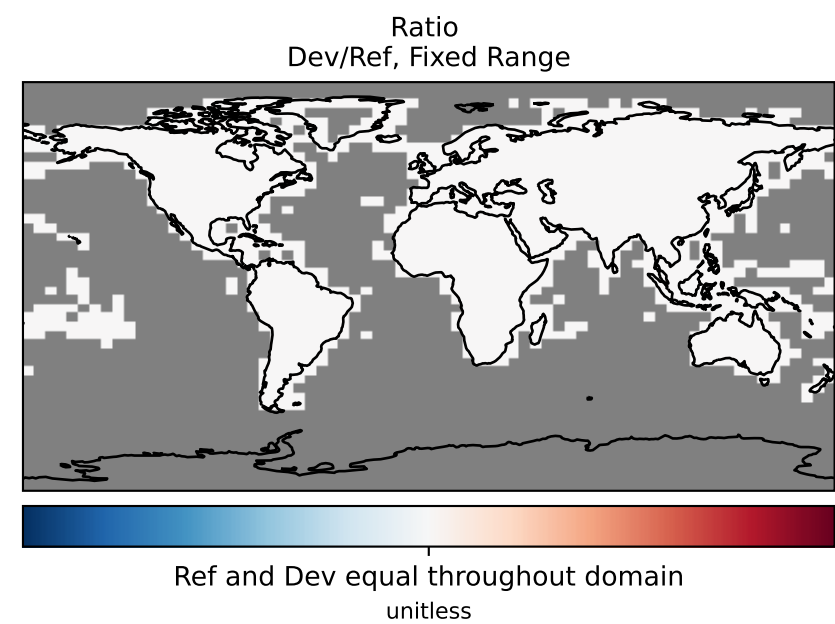 Ratio
Dev/Ref, Fixed Range
Ref and Dev equal throughout domain
unitless